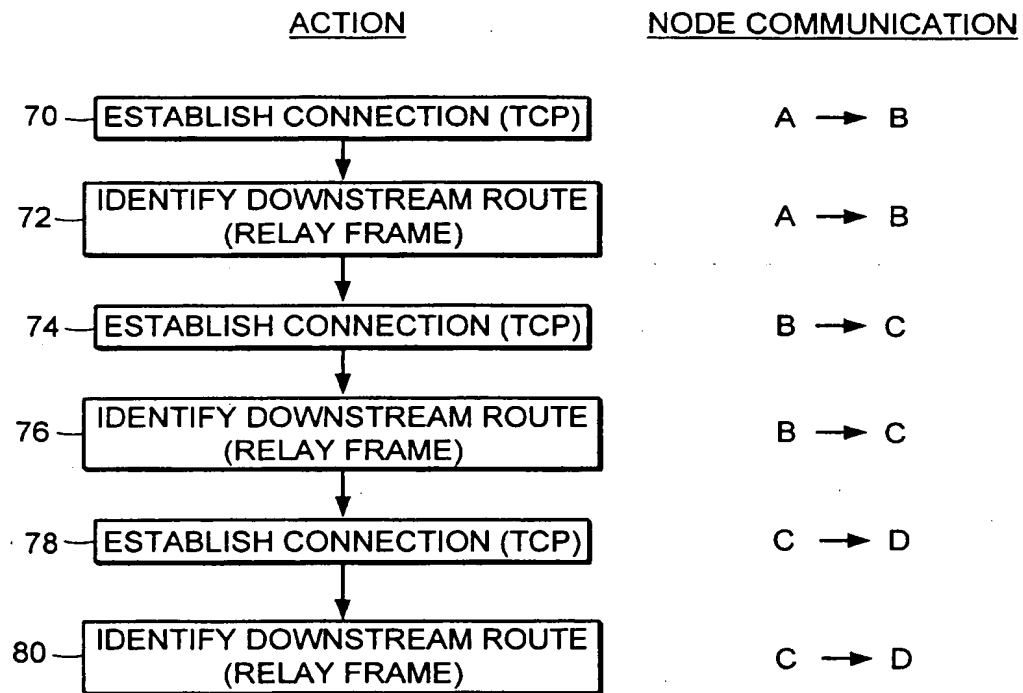 ACTION NODE COMMUNICATION
70 ESTABLISH CONNECTION (TCP) A B
72 IDENTIFY DOWNSTREAM ROUTE
(RELAY FRAME) A B
74 ESTABLISH CONNECTION (TCP) B C
76 IDENTIFY DOWNSTREAM ROUTE
(RELAY FRAME) B C
78 ESTABLISH CONNECTION (TCP) C D
80 IDENTIFY DOWNSTREAM ROUTE
(RELAY FRAME) C D